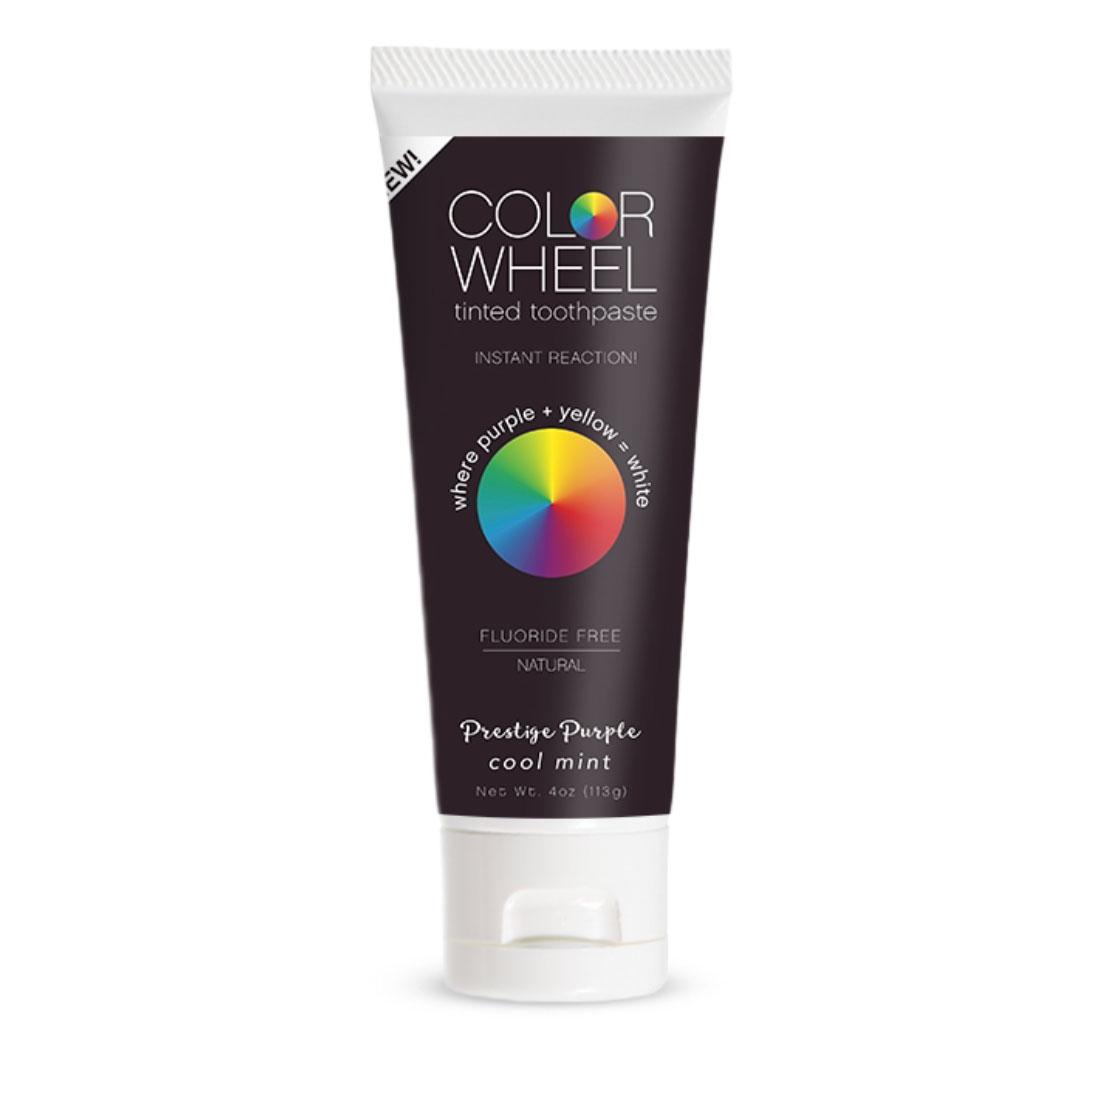 EW!
COLOR
WHEEL
tinted toothpaste
INSTANT REACTION!
where purple + yellow = white
FLUORIDE FREE
NATURAL
Prestige Purple
cool mint
Net Wt. 4oz (113g)